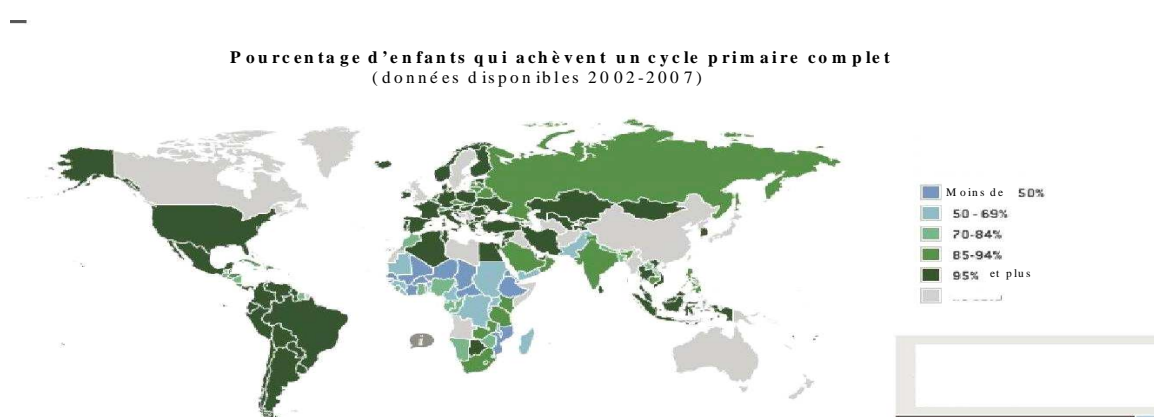 Pourcentage d'enfants qui achèvent un cycle primaire complet
(données disponibles 2002-2007)
Moins de 50%
50 - 69%
70-84%
85-94%
95% et plus
i